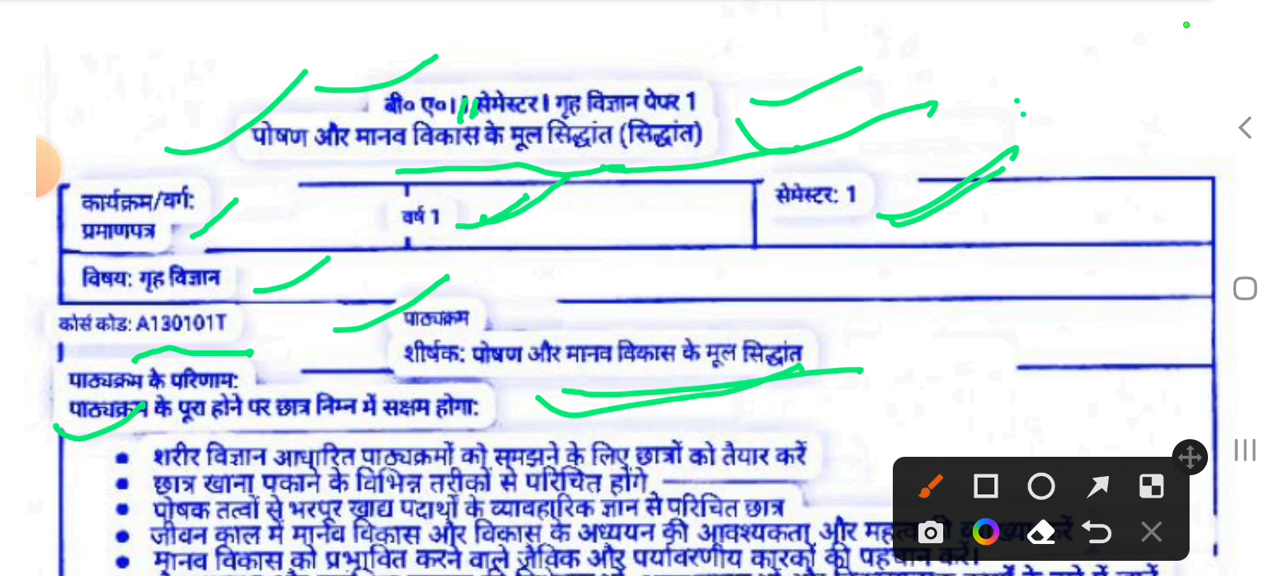 बी० ए०। सेमेस्टर। गृह विज्ञान पेपर 1
पोषण और मानव विकास के मूल सिद्धांत (सिद्धांत)
कार्यक्रम/वर्ग:
प्रमाणपत्र
वर्ष 1
सेमेस्टर: 1
विषय: गृह विज्ञान
कोर्स कोड: A130101T
पाठ्यक्रम
शीर्षक: पोषण और मानव विकास के मूल सिद्धांत
पाठ्यक्रम के परिणाम:
पाठ्यक्रम के पूरा होने पर छात्र निम्न में सक्षम होगा:
• शरीर विज्ञान आधारित पाठ्यक्रमों को समझने के लिए छात्रों को तैयार करें
• छात्र खाना पकाने के विभिन्न तरीकों से परिचित होंगे
• पोषक तत्वों से भरपूर खाद्य पदार्थों के व्यावहारिक ज्ञान से परिचित छात्र
• जीवन काल में मानव विकास और विकास के अध्ययन की आवश्यकता और
• मानव विकास को प्रभावित करने वाले जैविक और पर्यावरणीय कारकों की पहचान करें।